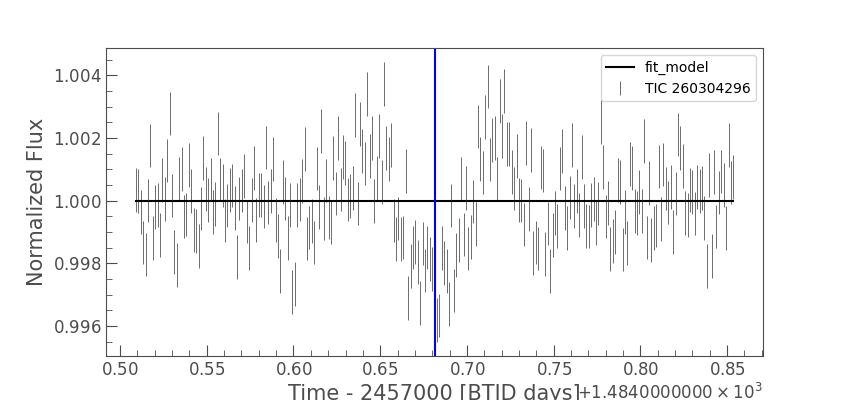 Normalized Flux
1.004
1.002
1.000
0.998
0.996
fit_model
TIC 260304296
0.50 0.55 0.60 0.65 0.70 0.75 0.80 0.85
Time - 2457000 [BTJD days]
+1.4840000000 × 10³